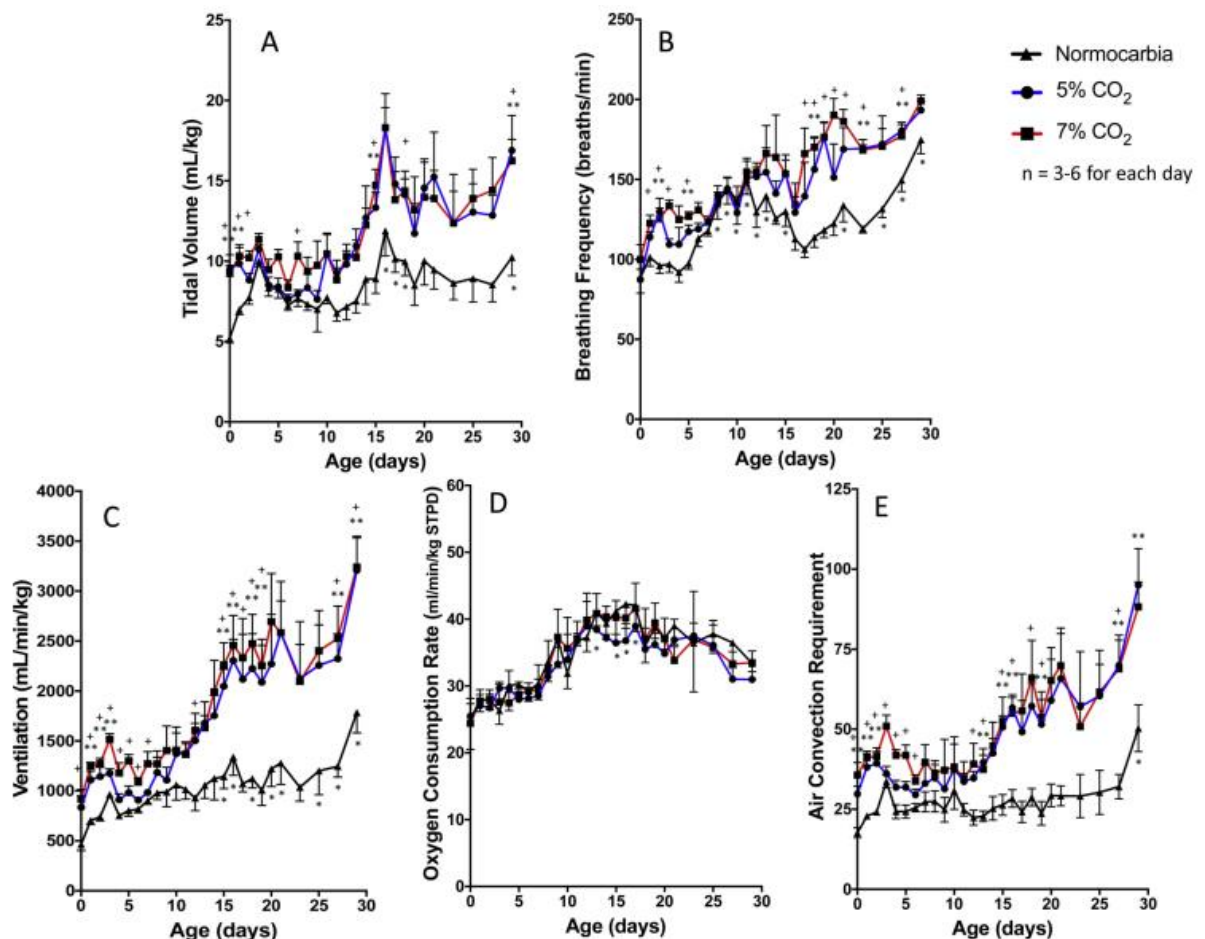 A
Tidal Volume (mL/kg)
25
20
15
10
5
0
0 5 10 15 20 25 30
Age (days)
B
Breathing Frequency (breaths/min)
250
200
150
100
50
0
0 5 10 15 20 25 30
Age (days)
Normocarbia
5% CO₂
7% CO₂
n = 3-6 for each day
C
Ventilation (mL/min/kg)
4000
3500
3000
2500
2000
1500
1000
500
0
0 5 10 15 20 25 30
Age (days)
D
Oxygen Consumption Rate (ml/min/kg STPD)
60
50
40
30
20
10
0
0 5 10 15 20 25 30
Age (days)
E
Air Convection Requirement
125
100
75
50
25
0
0 5 10 15 20 25 30
Age (days)